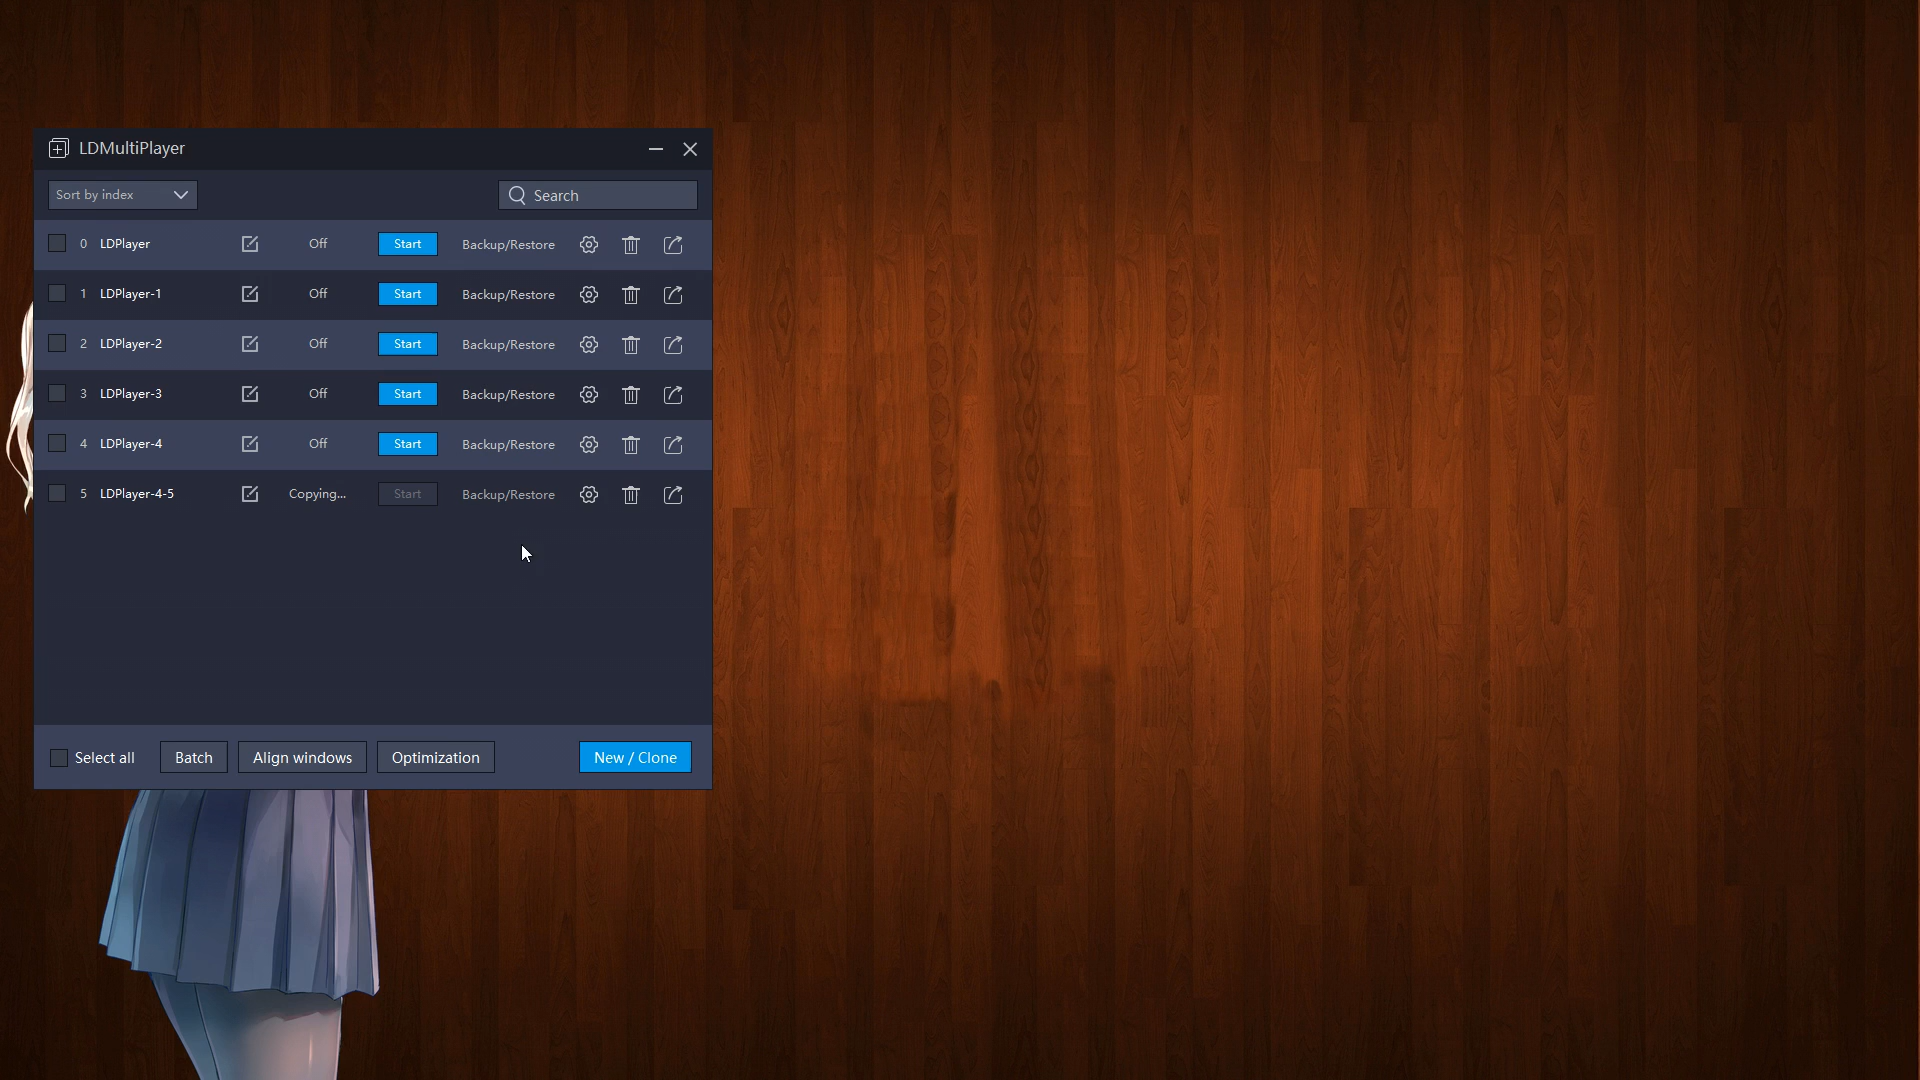 LDMultiPlayer
Sort by index
Search
0 LDPlayer Off Start Backup/Restore
1 LDPlayer-1 Off Start Backup/Restore
2 LDPlayer-2 Off Start Backup/Restore
3 LDPlayer-3 Off Start Backup/Restore
4 LDPlayer-4 Off Start Backup/Restore
5 LDPlayer-4-5 Copying... Start Backup/Restore
Select all Batch Align windows Optimization New / Clone